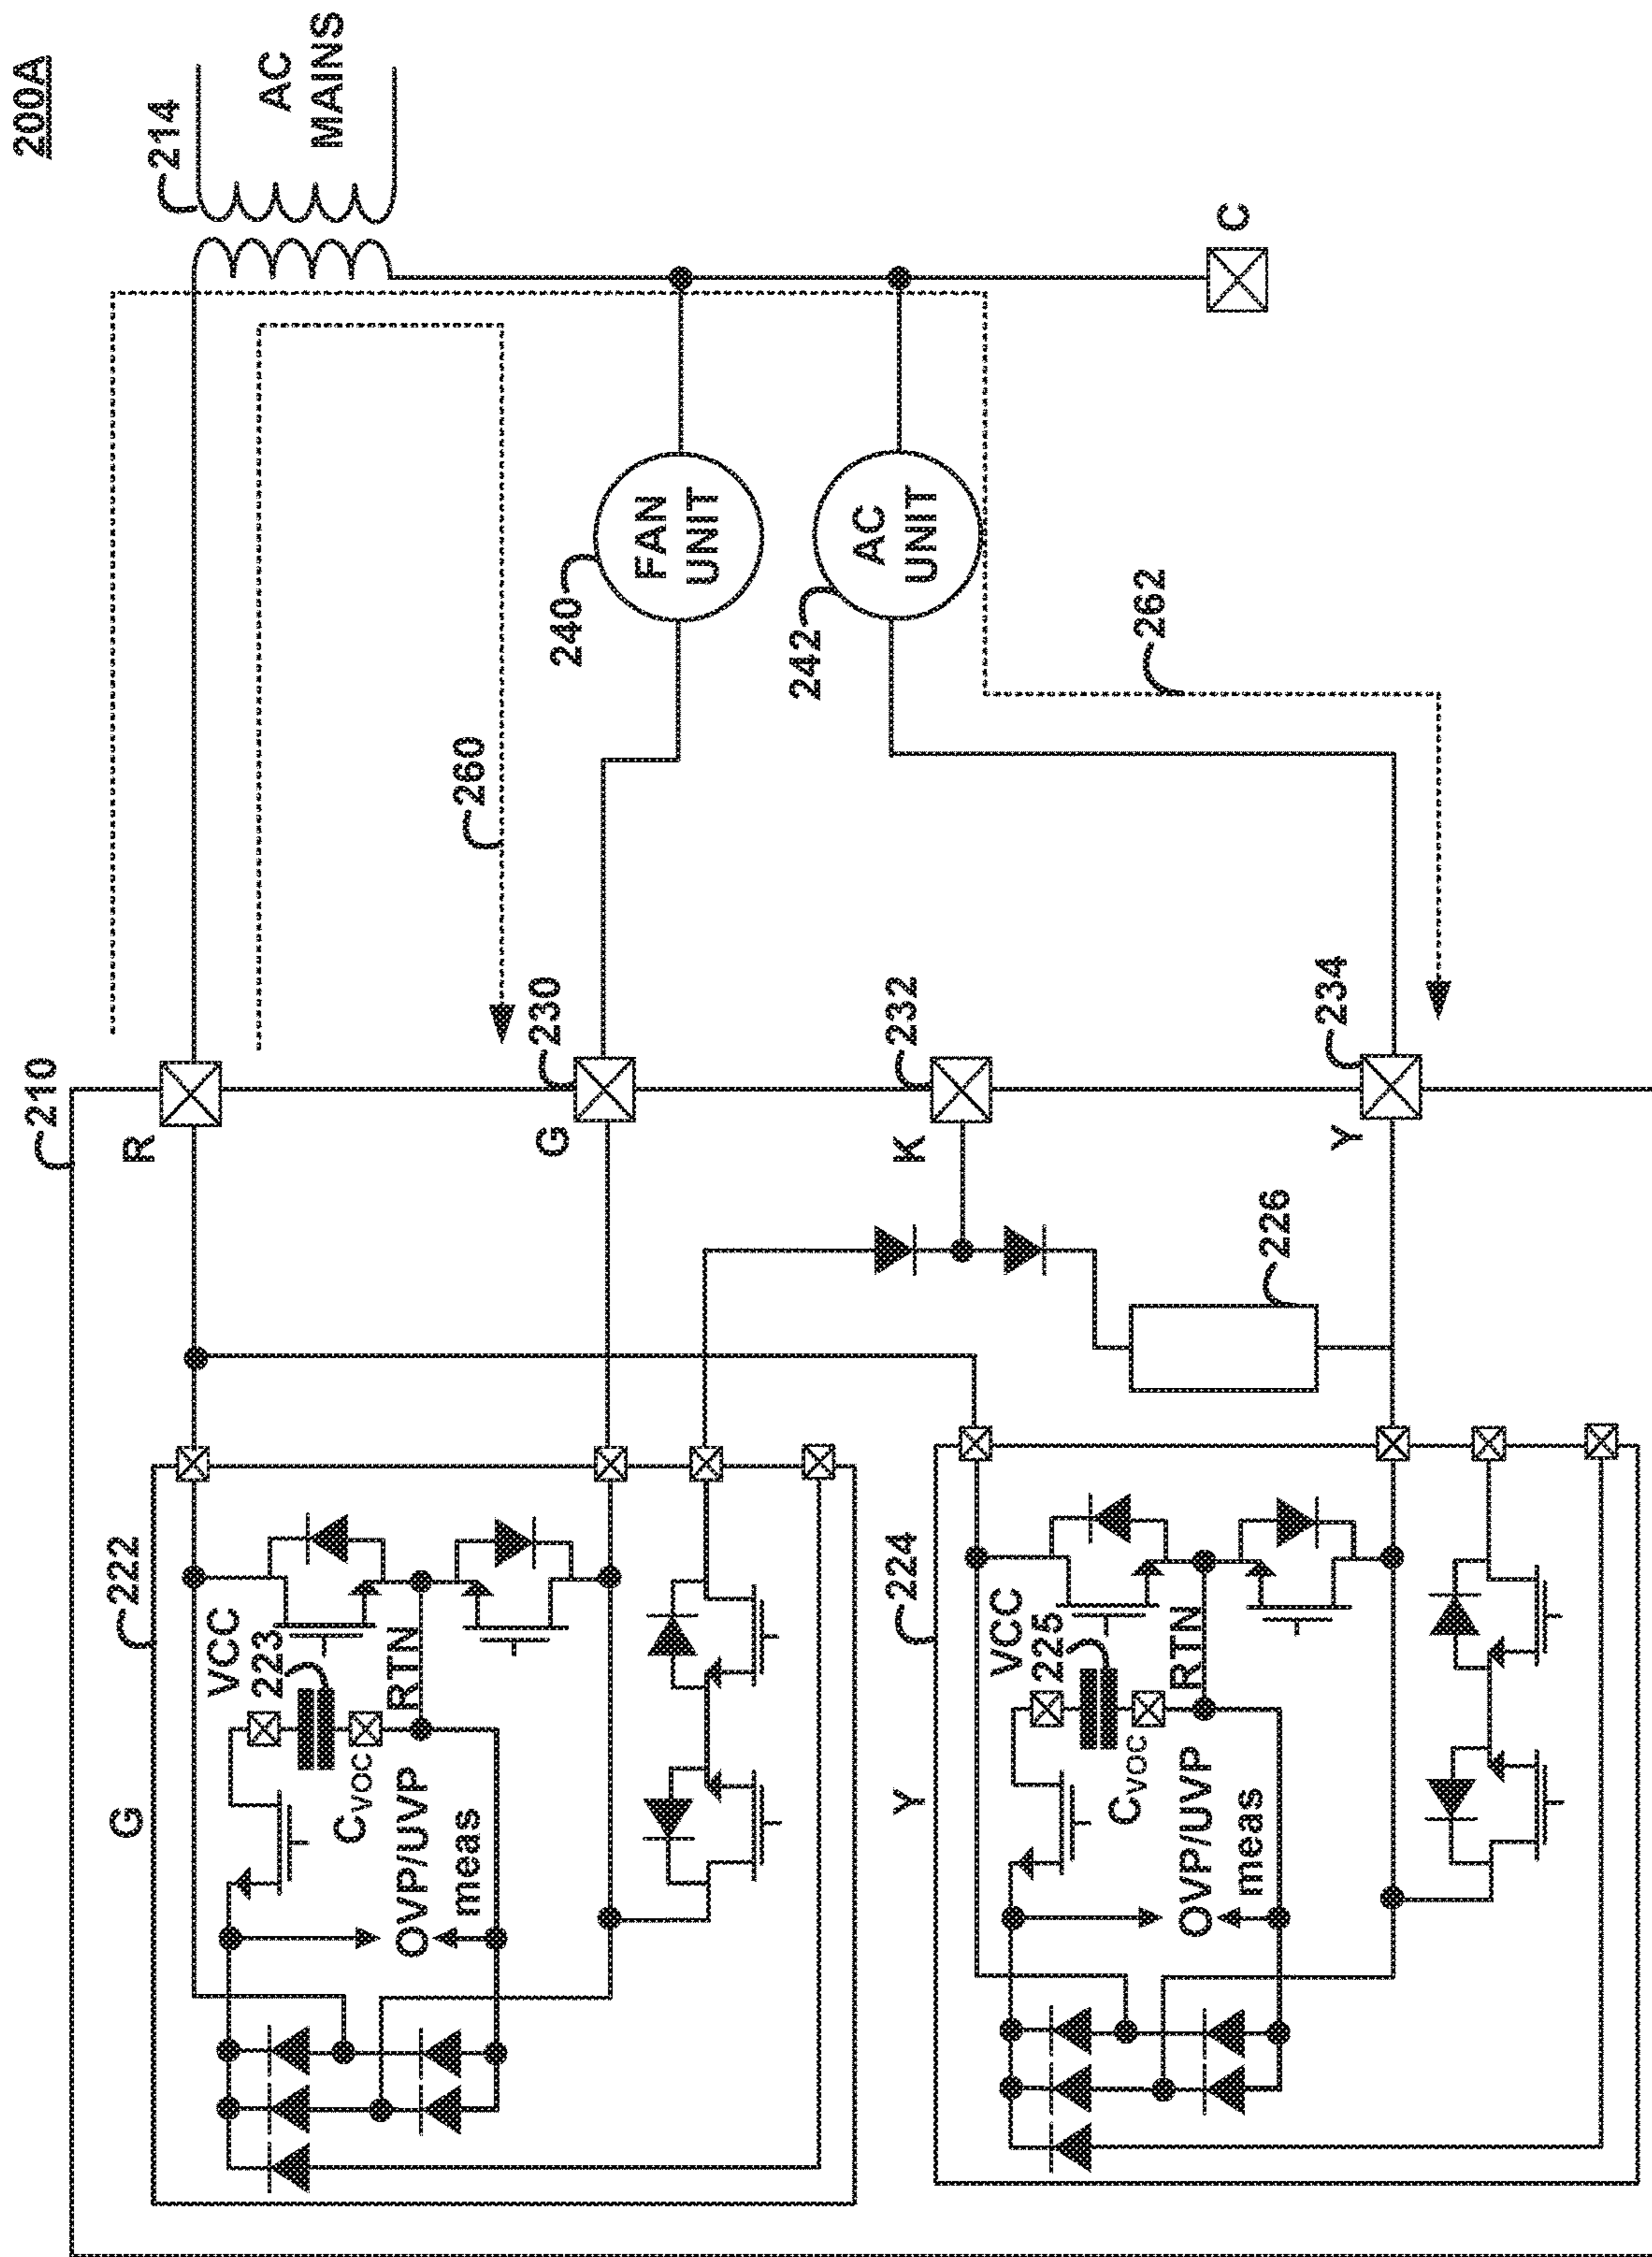 200A
214
AC
MAINS
C
FAN
UNIT
240
AC
UNIT
242
262
260
210
R
230
G
232
K
234
Y
226
222
G
VCC
223
RTN
CVOC
OVP/UVP
meas
224
Y
VCC
225
RTN
CVOC
OVP/UVP
meas